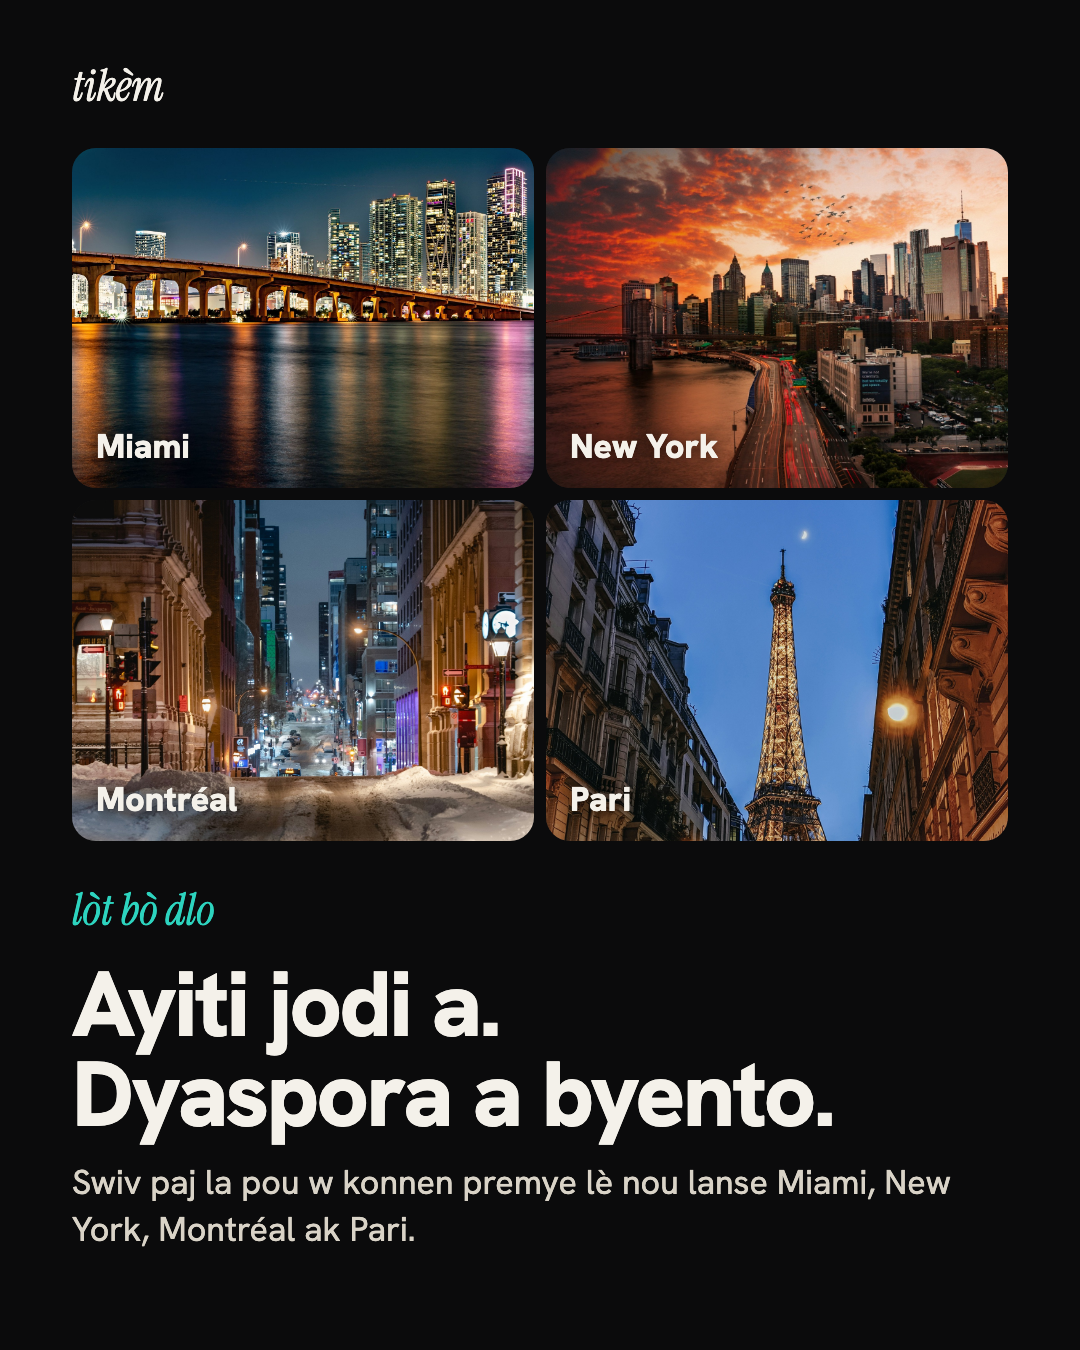 tikèm
Miami
New York
Montréal
Pari
lòt bò dlo
Ayiti jodi a.
Dyaspora a byento.
Swiv paj la pou w konnen premye lè nou lanse Miami, New
York, Montréal ak Pari.